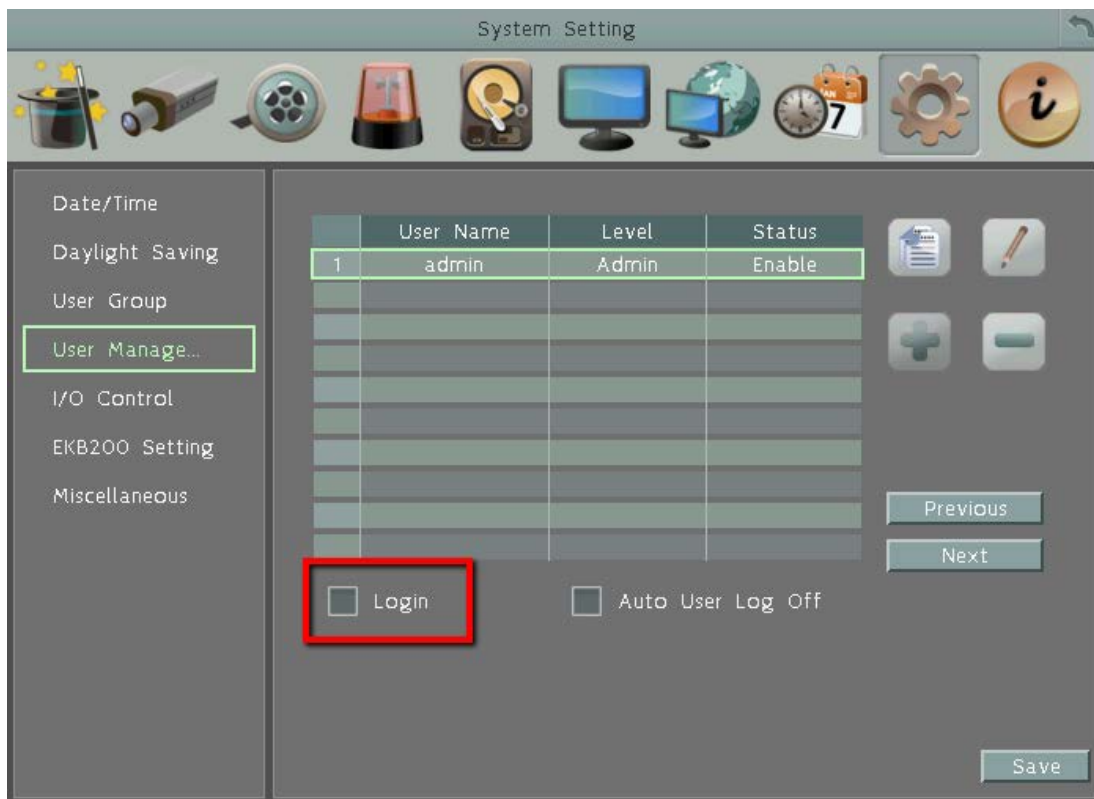 System Setting
7
i
Date/Time
Daylight Saving
User Group
User Manage...
I/O Control
EKB200 Setting
Miscellaneous
User Name Level Status
1 admin Admin Enable
Previous
Next
Login Auto User Log Off
Save